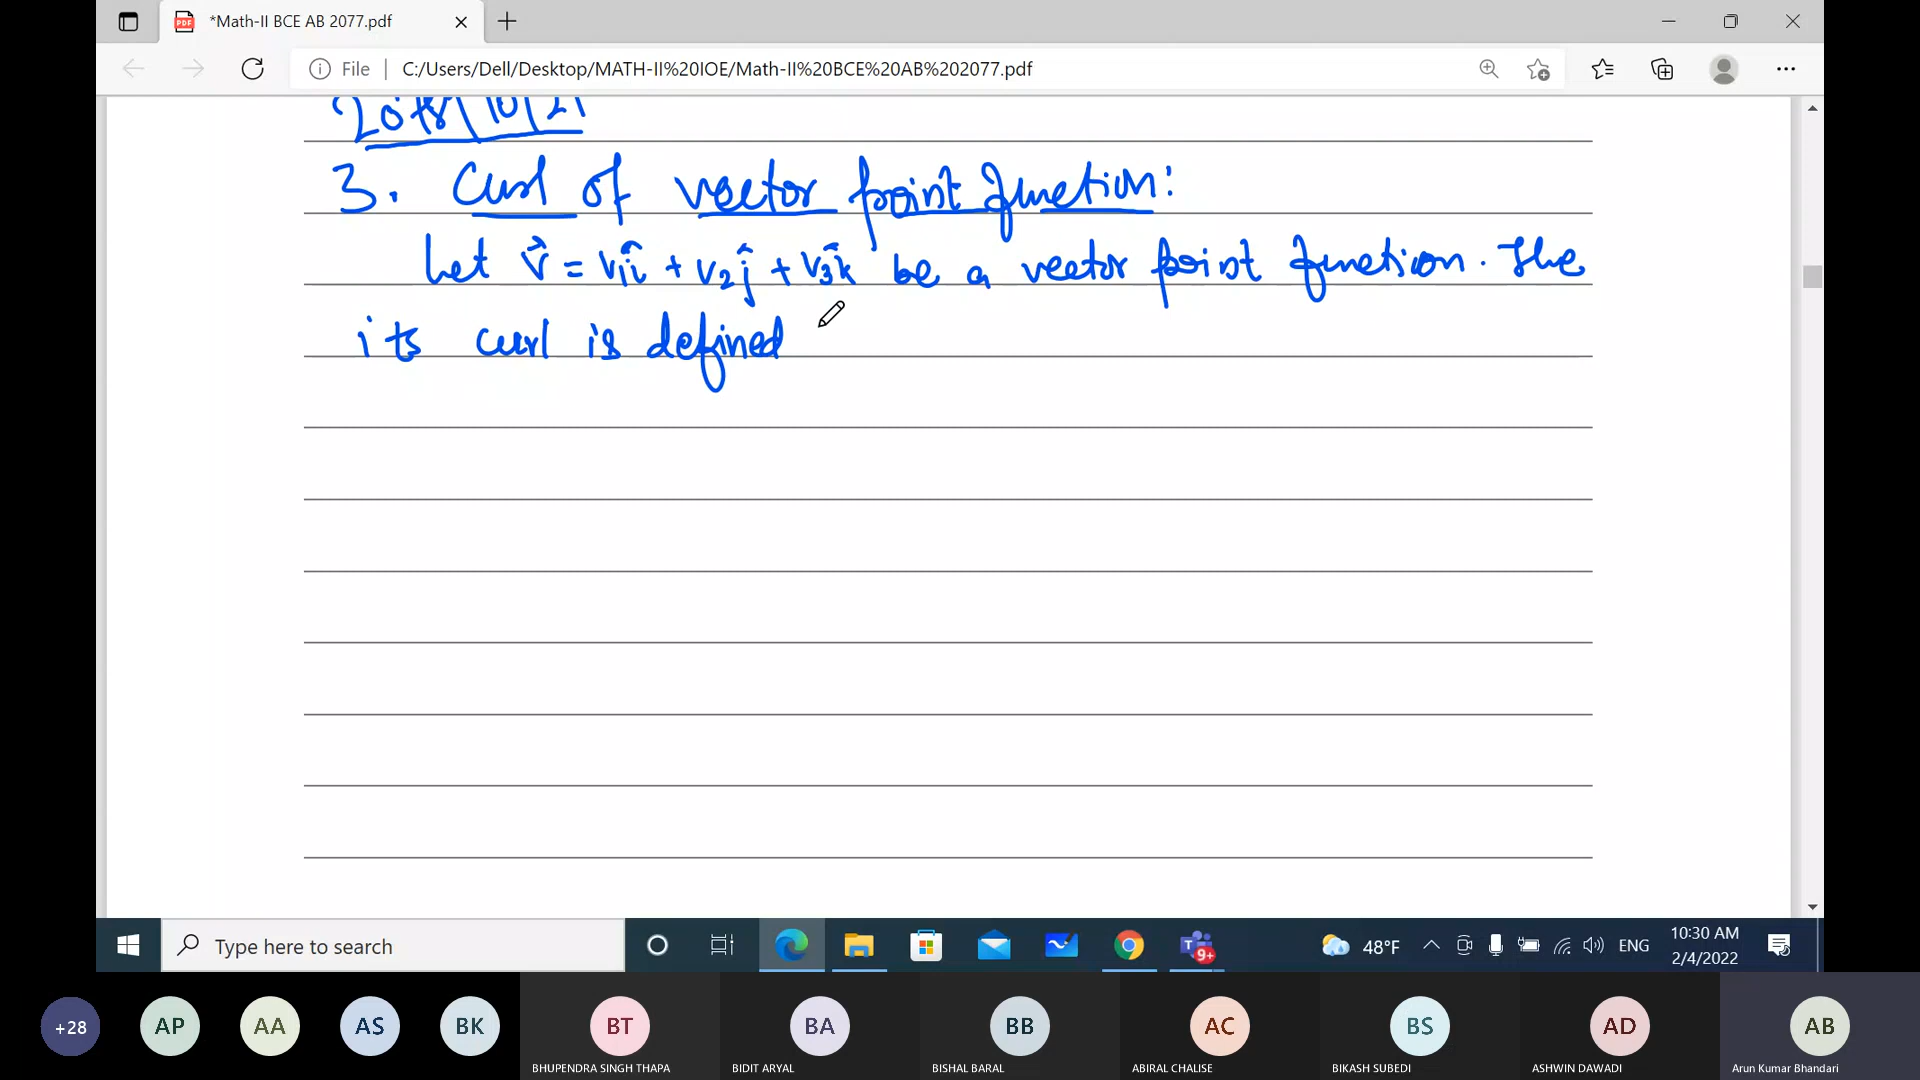 *Math-II BCE AB 2077.pdf
File | C:/Users/Dell/Desktop/MATH-II%20IOE/Math-II%20BCE%20AB%202077.pdf
2078/10/21
3. Curl of vector point function:
Let v⃗ = v₁î + v₂ĵ + v₃k̂ be a vector point function. The
its curl is defined
Type here to search
48°F
ENG
10:30 AM
2/4/2022
9+
+28
AP
AA
AS
BK
BT
BA
BB
AC
BS
AD
AB
BHUPENDRA SINGH THAPA
BIDIT ARYAL
BISHAL BARAL
ABIRAL CHALISE
BIKASH SUBEDI
ASHWIN DAWADI
Arun Kumar Bhandari